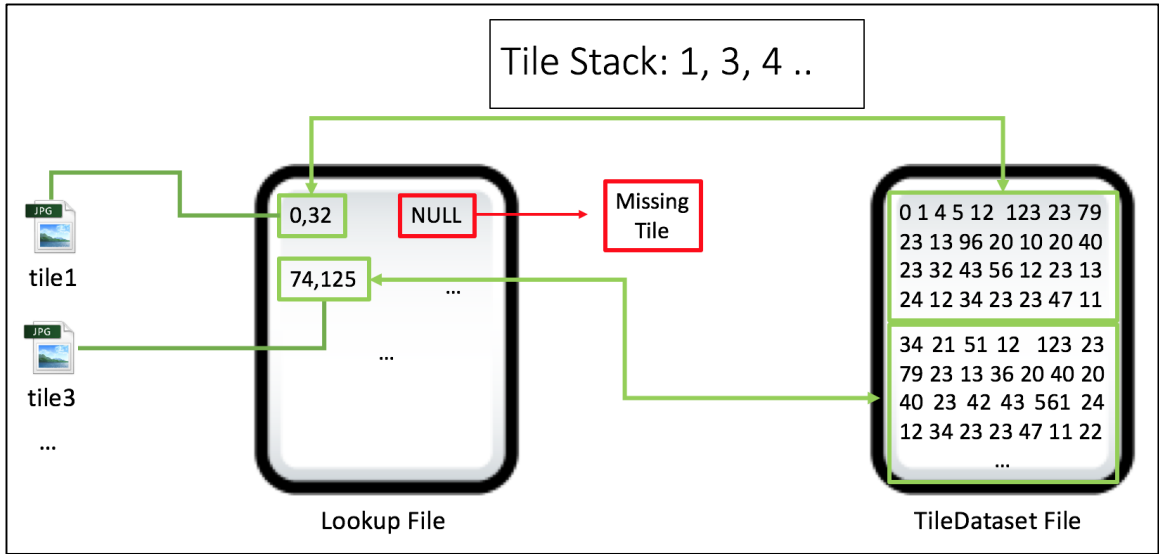 Tile Stack: 1, 3, 4 ..
JPG
tile1
JPG
tile3
...
0,32
NULL
74,125
...
...
Lookup File
Missing
Tile
0 1 4 5 12 123 23 79
23 13 96 20 10 20 40
23 32 43 56 12 23 13
24 12 34 23 23 47 11
34 21 51 12 123 23
79 23 13 36 20 40 20
40 23 42 43 561 24
12 34 23 23 47 11 22
...
TileDataset File